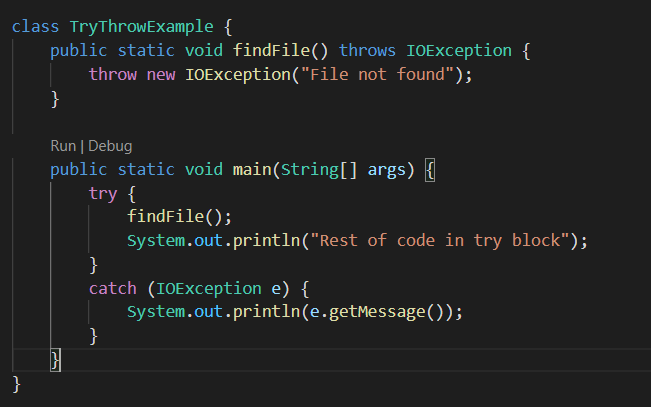 class TryThrowExample {
    public static void findFile() throws IOException {
        throw new IOException("File not found");
    }

    Run | Debug
    public static void main(String[] args) {
        try {
            findFile();
            System.out.println("Rest of code in try block");
        }
        catch (IOException e) {
            System.out.println(e.getMessage());
        }
    }
}